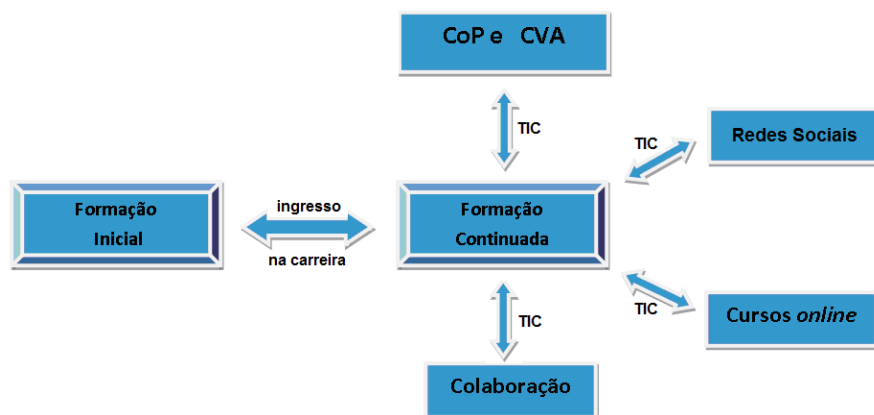 CoP e CVA
TIC
Redes Sociais
TIC
Formação
Inicial
ingresso
na carreira
Formação
Continuada
TIC
Cursos online
TIC
Colaboração